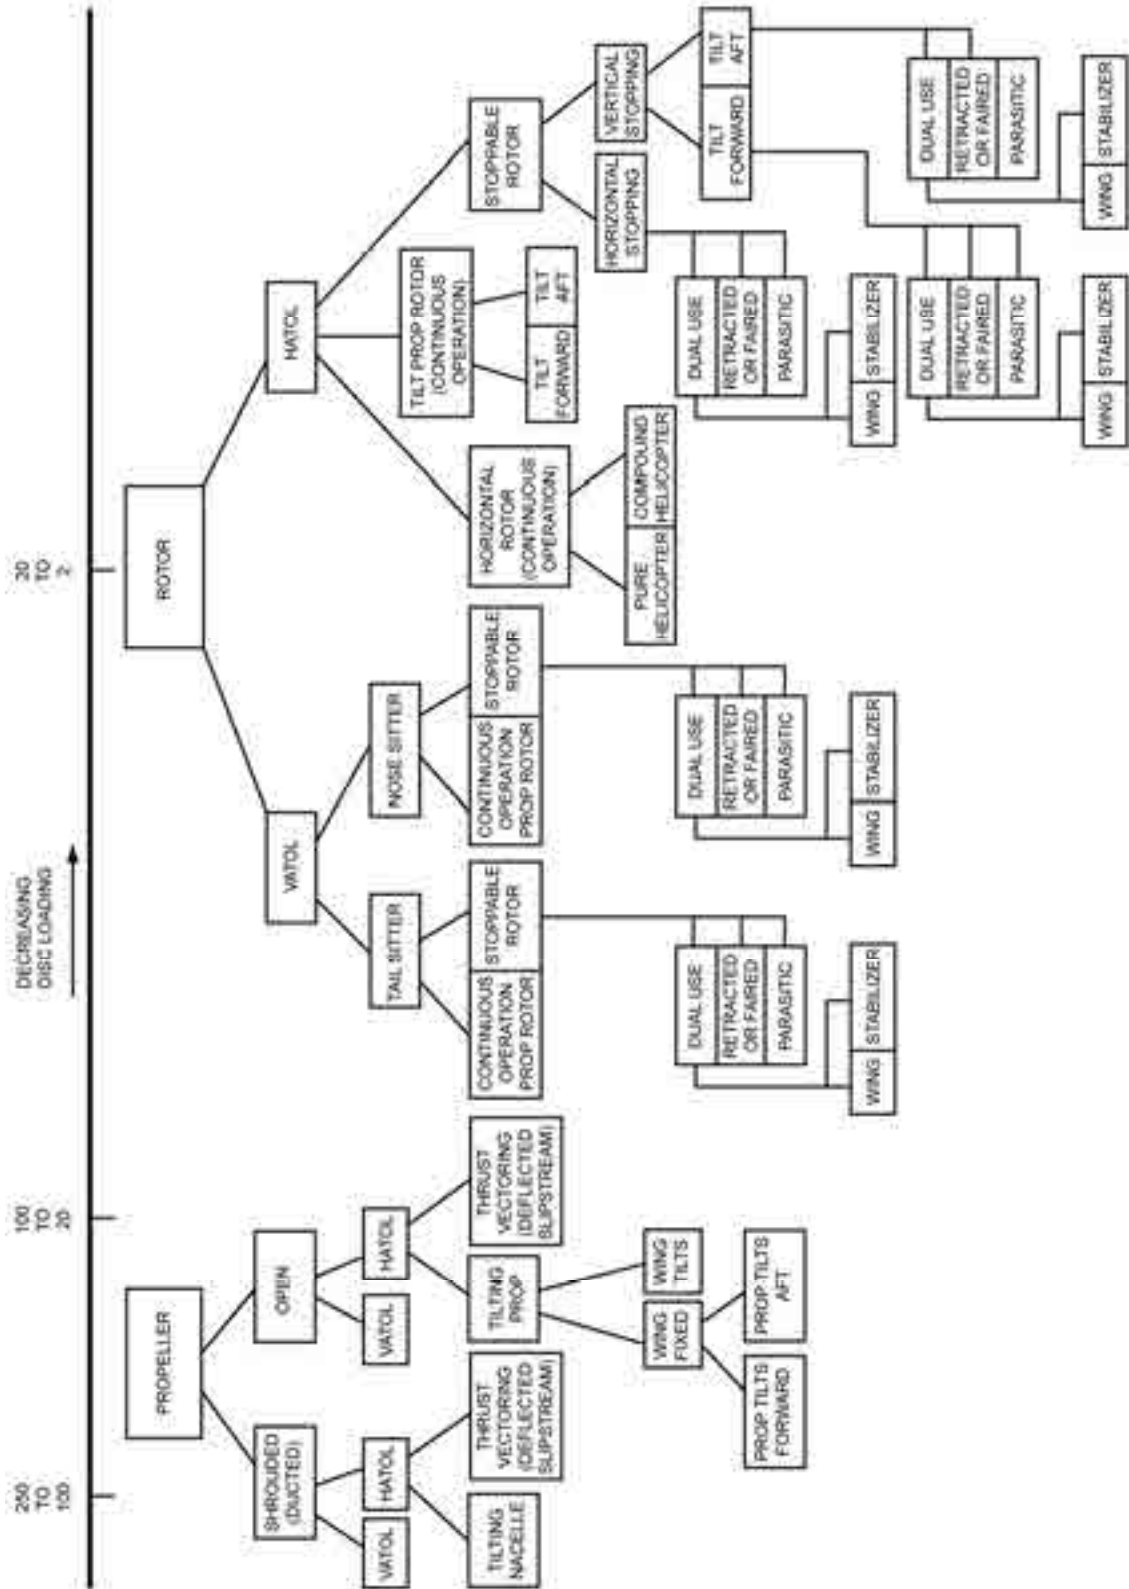 DECREASING
DISC LOADING
250
TO
100
100
TO
20
20
TO
2
PROPELLER
ROTOR
SHROUDED
(DUCTED)
OPEN
VATOL
HATOL
VATOL
HATOL
VATOL
HATOL
TAIL SITTER
NOSE SITTER
TILT PROP ROTOR
(CONTINUOUS
OPERATION)
TILTING
NACELLE
THRUST
VECTORING
(DEFLECTED
SLIPSTREAM)
TILTING
PROP
THRUST
VECTORING
(DEFLECTED
SLIPSTREAM)
CONTINUOUS
OPERATION
PROP ROTOR
STOPPABLE
ROTOR
CONTINUOUS
OPERATION
PROP ROTOR
STOPPABLE
ROTOR
HORIZONTAL
ROTOR
(CONTINUOUS
OPERATION)
TILT
FORWARD
TILT
AFT
STOPPABLE
ROTOR
WING
FIXED
WING
TILTS
PURE
HELICOPTER
COMPOUND
HELICOPTER
HORIZONTAL
STOPPING
VERTICAL
STOPPING
PROP TILTS
FORWARD
PROP TILTS
AFT
DUAL USE
RETRACTED
OR FAIRED
PARASITIC
DUAL USE
RETRACTED
OR FAIRED
PARASITIC
DUAL USE
RETRACTED
OR FAIRED
PARASITIC
TILT
FORWARD
TILT
AFT
WING
STABILIZER
WING
STABILIZER
WING
STABILIZER
DUAL USE
RETRACTED
OR FAIRED
PARASITIC
DUAL USE
RETRACTED
OR FAIRED
PARASITIC
WING
STABILIZER
WING
STABILIZER